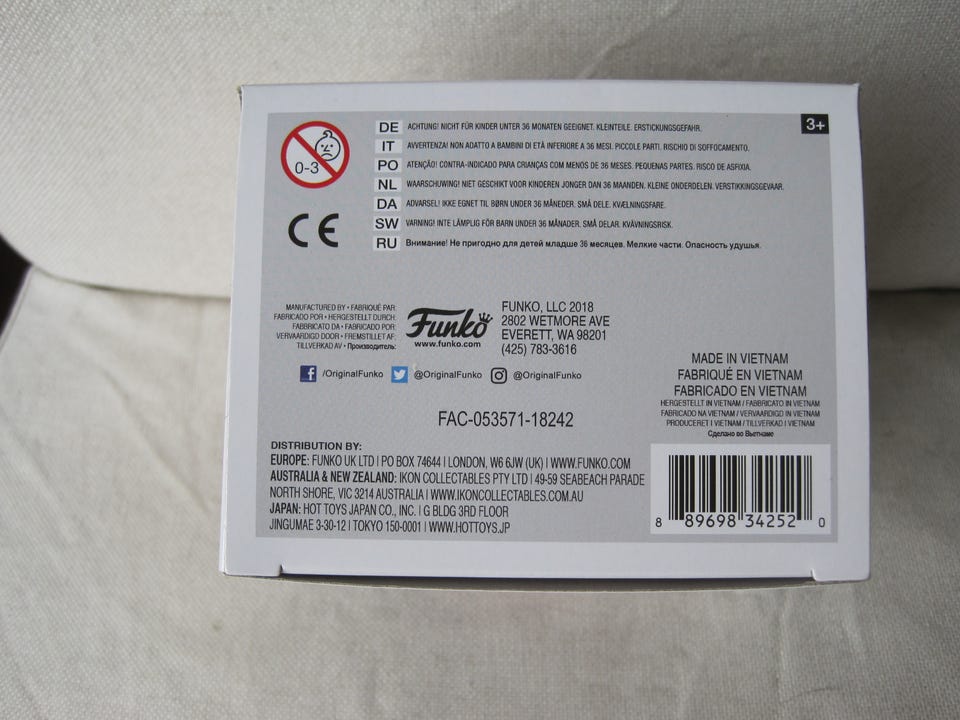 0-3
DE ACHTUNG! NICHT FÜR KINDER UNTER 36 MONATEN GEEIGNET. KLEINTEILE. ERSTICKUNGSGEFAHR.
3+
IT AVVERTENZA! NON ADATTO A BAMBINI DI ETÀ INFERIORE A 36 MESI. PICCOLE PARTI. RISCHIO DI SOFFOCAMENTO.
PO ATENÇÃO! CONTRA-INDICADO PARA CRIANÇAS COM MENOS DE 36 MESES. PEQUENAS PARTES. RISCO DE ASFIXIA.
NL WAARSCHUWING! NIET GESCHIKT VOOR KINDEREN JONGER DAN 36 MAANDEN. KLEINE ONDERDELEN. VERSTIKKINGSGEVAAR.
DA ADVARSEL! IKKE EGNET TIL BØRN UNDER 36 MÅNEDER. SMÅ DELE. KVÆLNINGSFARE.
SW VARNING! INTE LÄMPLIG FÖR BARN UNDER 36 MÅNADER. SMÅ DELAR. KVÄVNINGSRISK.
RU Внимание! Не пригодно для детей младше 36 месяцев. Мелкие части. Опасность удушья.
CE
MANUFACTURED BY • FABRIQUÉ PAR:
FABRICADO POR • HERGESTELLT DURCH:
FABBRICATO DA • FABRICADO POR:
VERVAARDIGD DOOR • FREMSTILLET AF:
TILLVERKAD AV • Производитель:
Funko
www.funko.com
FUNKO, LLC 2018
2802 WETMORE AVE
EVERETT, WA 98201
(425) 783-3616
/OriginalFunko @OriginalFunko @OriginalFunko
FAC-053571-18242
MADE IN VIETNAM
FABRIQUÉ EN VIETNAM
FABRICADO EN VIETNAM
HERGESTELLT IN VIETNAM / FABBRICATO IN VIETNAM
FABRICADO NA VIETNAM / VERVAARDIGD IN VIETNAM
PRODUCERET I VIETNAM / TILLVERKAD I VIETNAM
Сделано во Вьетнаме
DISTRIBUTION BY:
EUROPE: FUNKO UK LTD | PO BOX 74644 | LONDON, W6 6JW (UK) | WWW.FUNKO.COM
AUSTRALIA & NEW ZEALAND: IKON COLLECTABLES PTY LTD | 49-59 SEABEACH PARADE
NORTH SHORE, VIC 3214 AUSTRALIA | WWW.IKONCOLLECTABLES.COM.AU
JAPAN: HOT TOYS JAPAN CO., INC. | G BLDG 3RD FLOOR
JINGUMAE 3-30-12 | TOKYO 150-0001 | WWW.HOTTOYS.JP
8 89698 34252 0